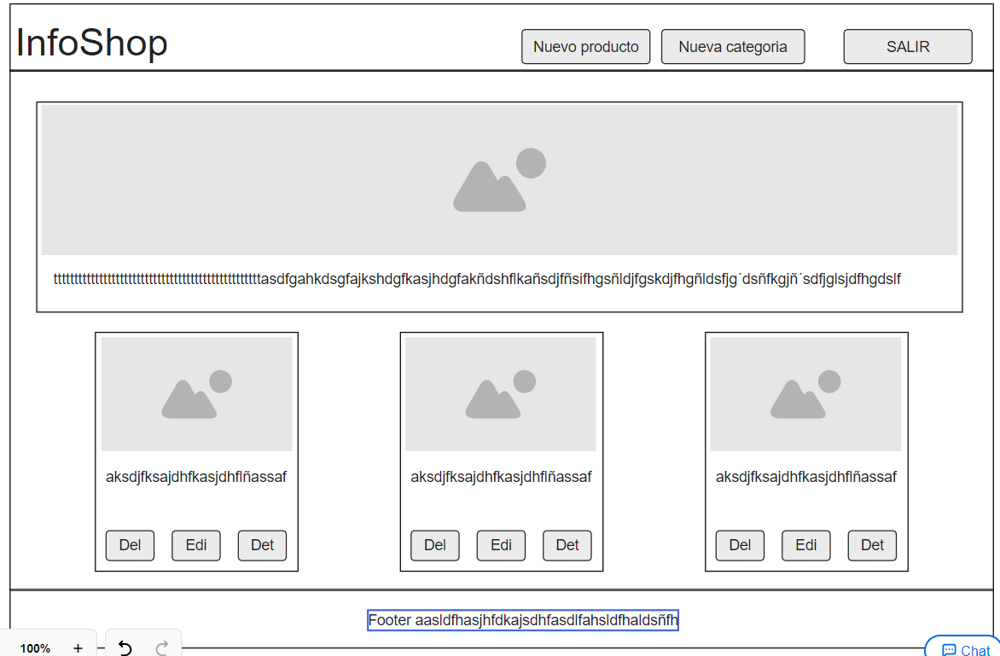 InfoShop
Nuevo producto Nueva categoria SALIR
tttttttttttttttttttttttttttttttttttttttttttttttttttasdfgahkdsgfajkshdgfkasjhdgfakñdshflkañsdjfñsifhgsñldjfgskdjfhgñldsfjg´dsñfkgjñ´sdfjglsjdfhgdslf
aksdjfksajdhfkasjdhflñassaf aksdjfksajdhfkasjdhflñassaf aksdjfksajdhfkasjdhflñassaf
Del Edi Det Del Edi Det Del Edi Det
Footer aasldfhasjhfdkajsdhfasdlfahsldfhaldsñfh
100% + Chat